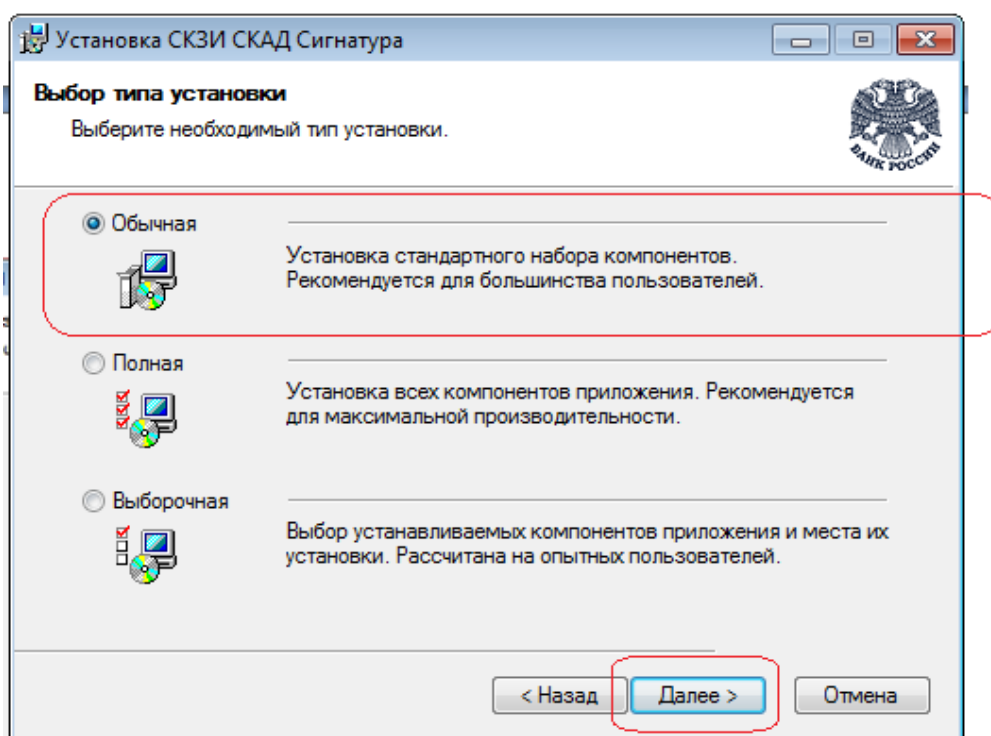 Установка СКЗИ СКАД Сигнатура
Выбор типа установки
Выберите необходимый тип установки.
БАНК РОССИИ
Обычная
Установка стандартного набора компонентов.
Рекомендуется для большинства пользователей.
Полная
Установка всех компонентов приложения. Рекомендуется
для максимальной производительности.
Выборочная
Выбор устанавливаемых компонентов приложения и места их
установки. Рассчитана на опытных пользователей.
< Назад
Далее >
Отмена